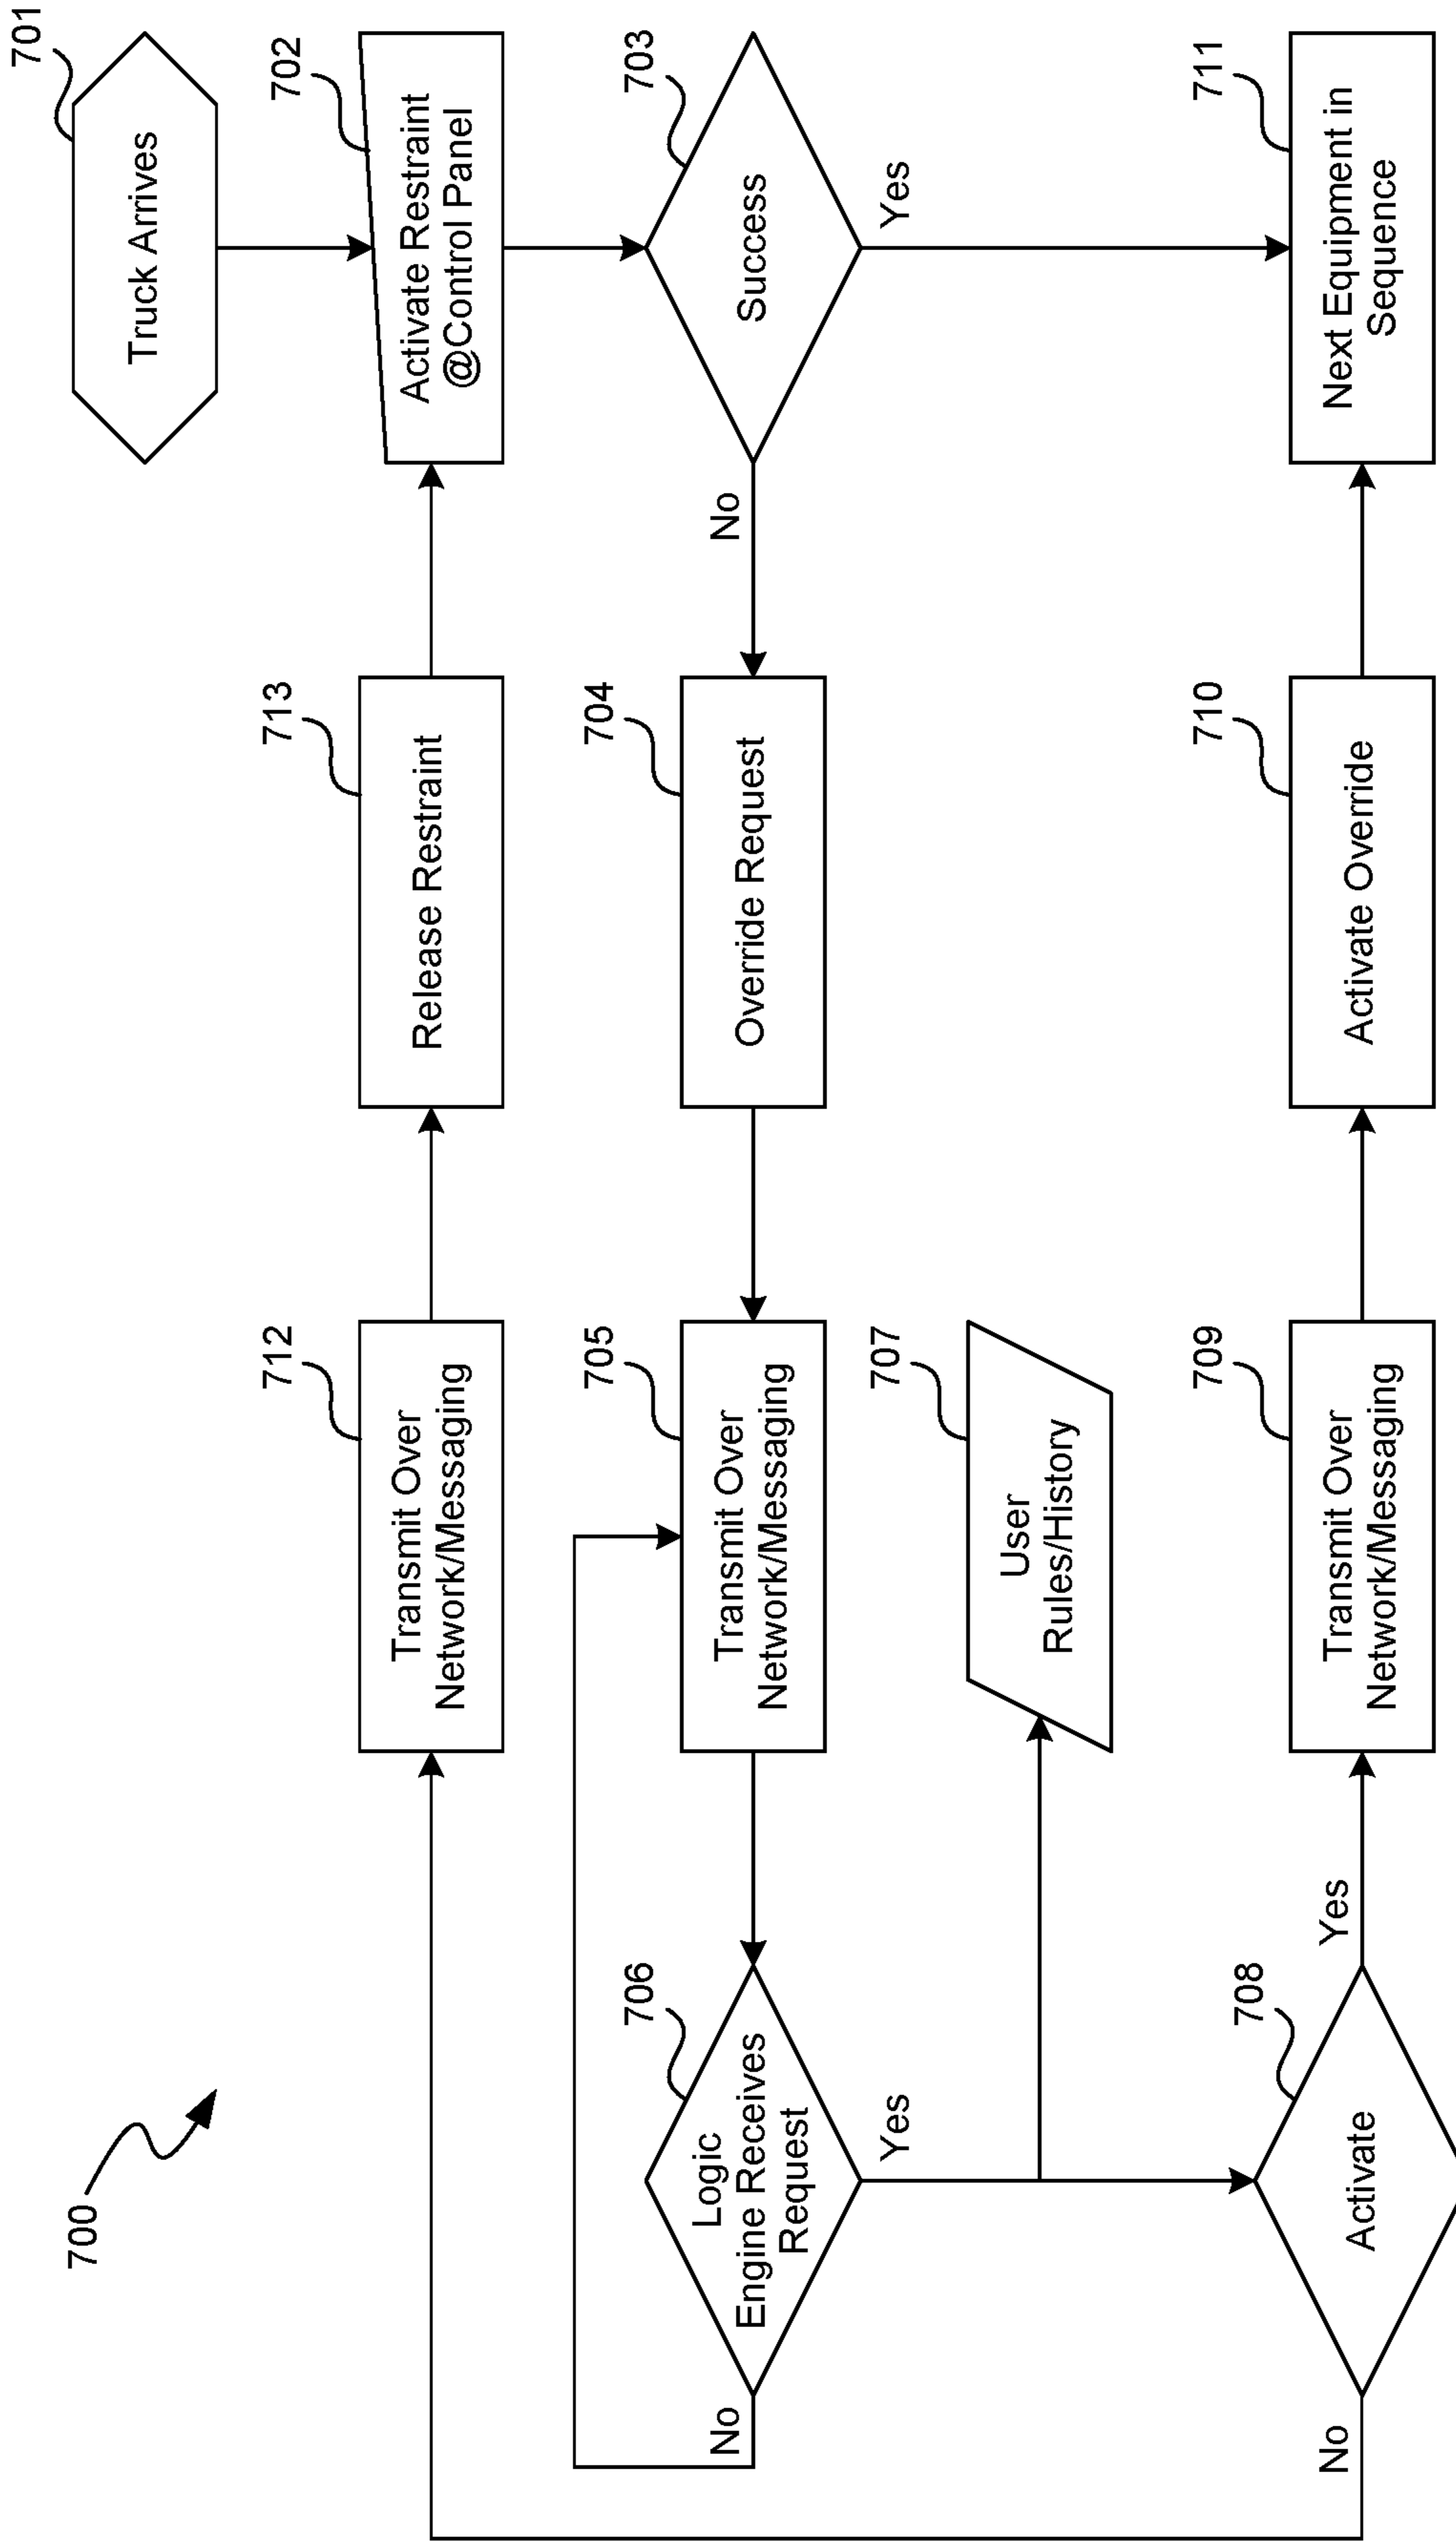 700
701
Truck Arrives
712
Transmit Over
Network/Messaging
713
Release Restraint
702
Activate Restraint
@Control Panel
706
Logic
Engine Receives
Request
No
Yes
705
Transmit Over
Network/Messaging
704
Override Request
No
703
Success
Yes
707
User
Rules/History
708
Activate
No
Yes
709
Transmit Over
Network/Messaging
710
Activate Override
711
Next Equipment in
Sequence